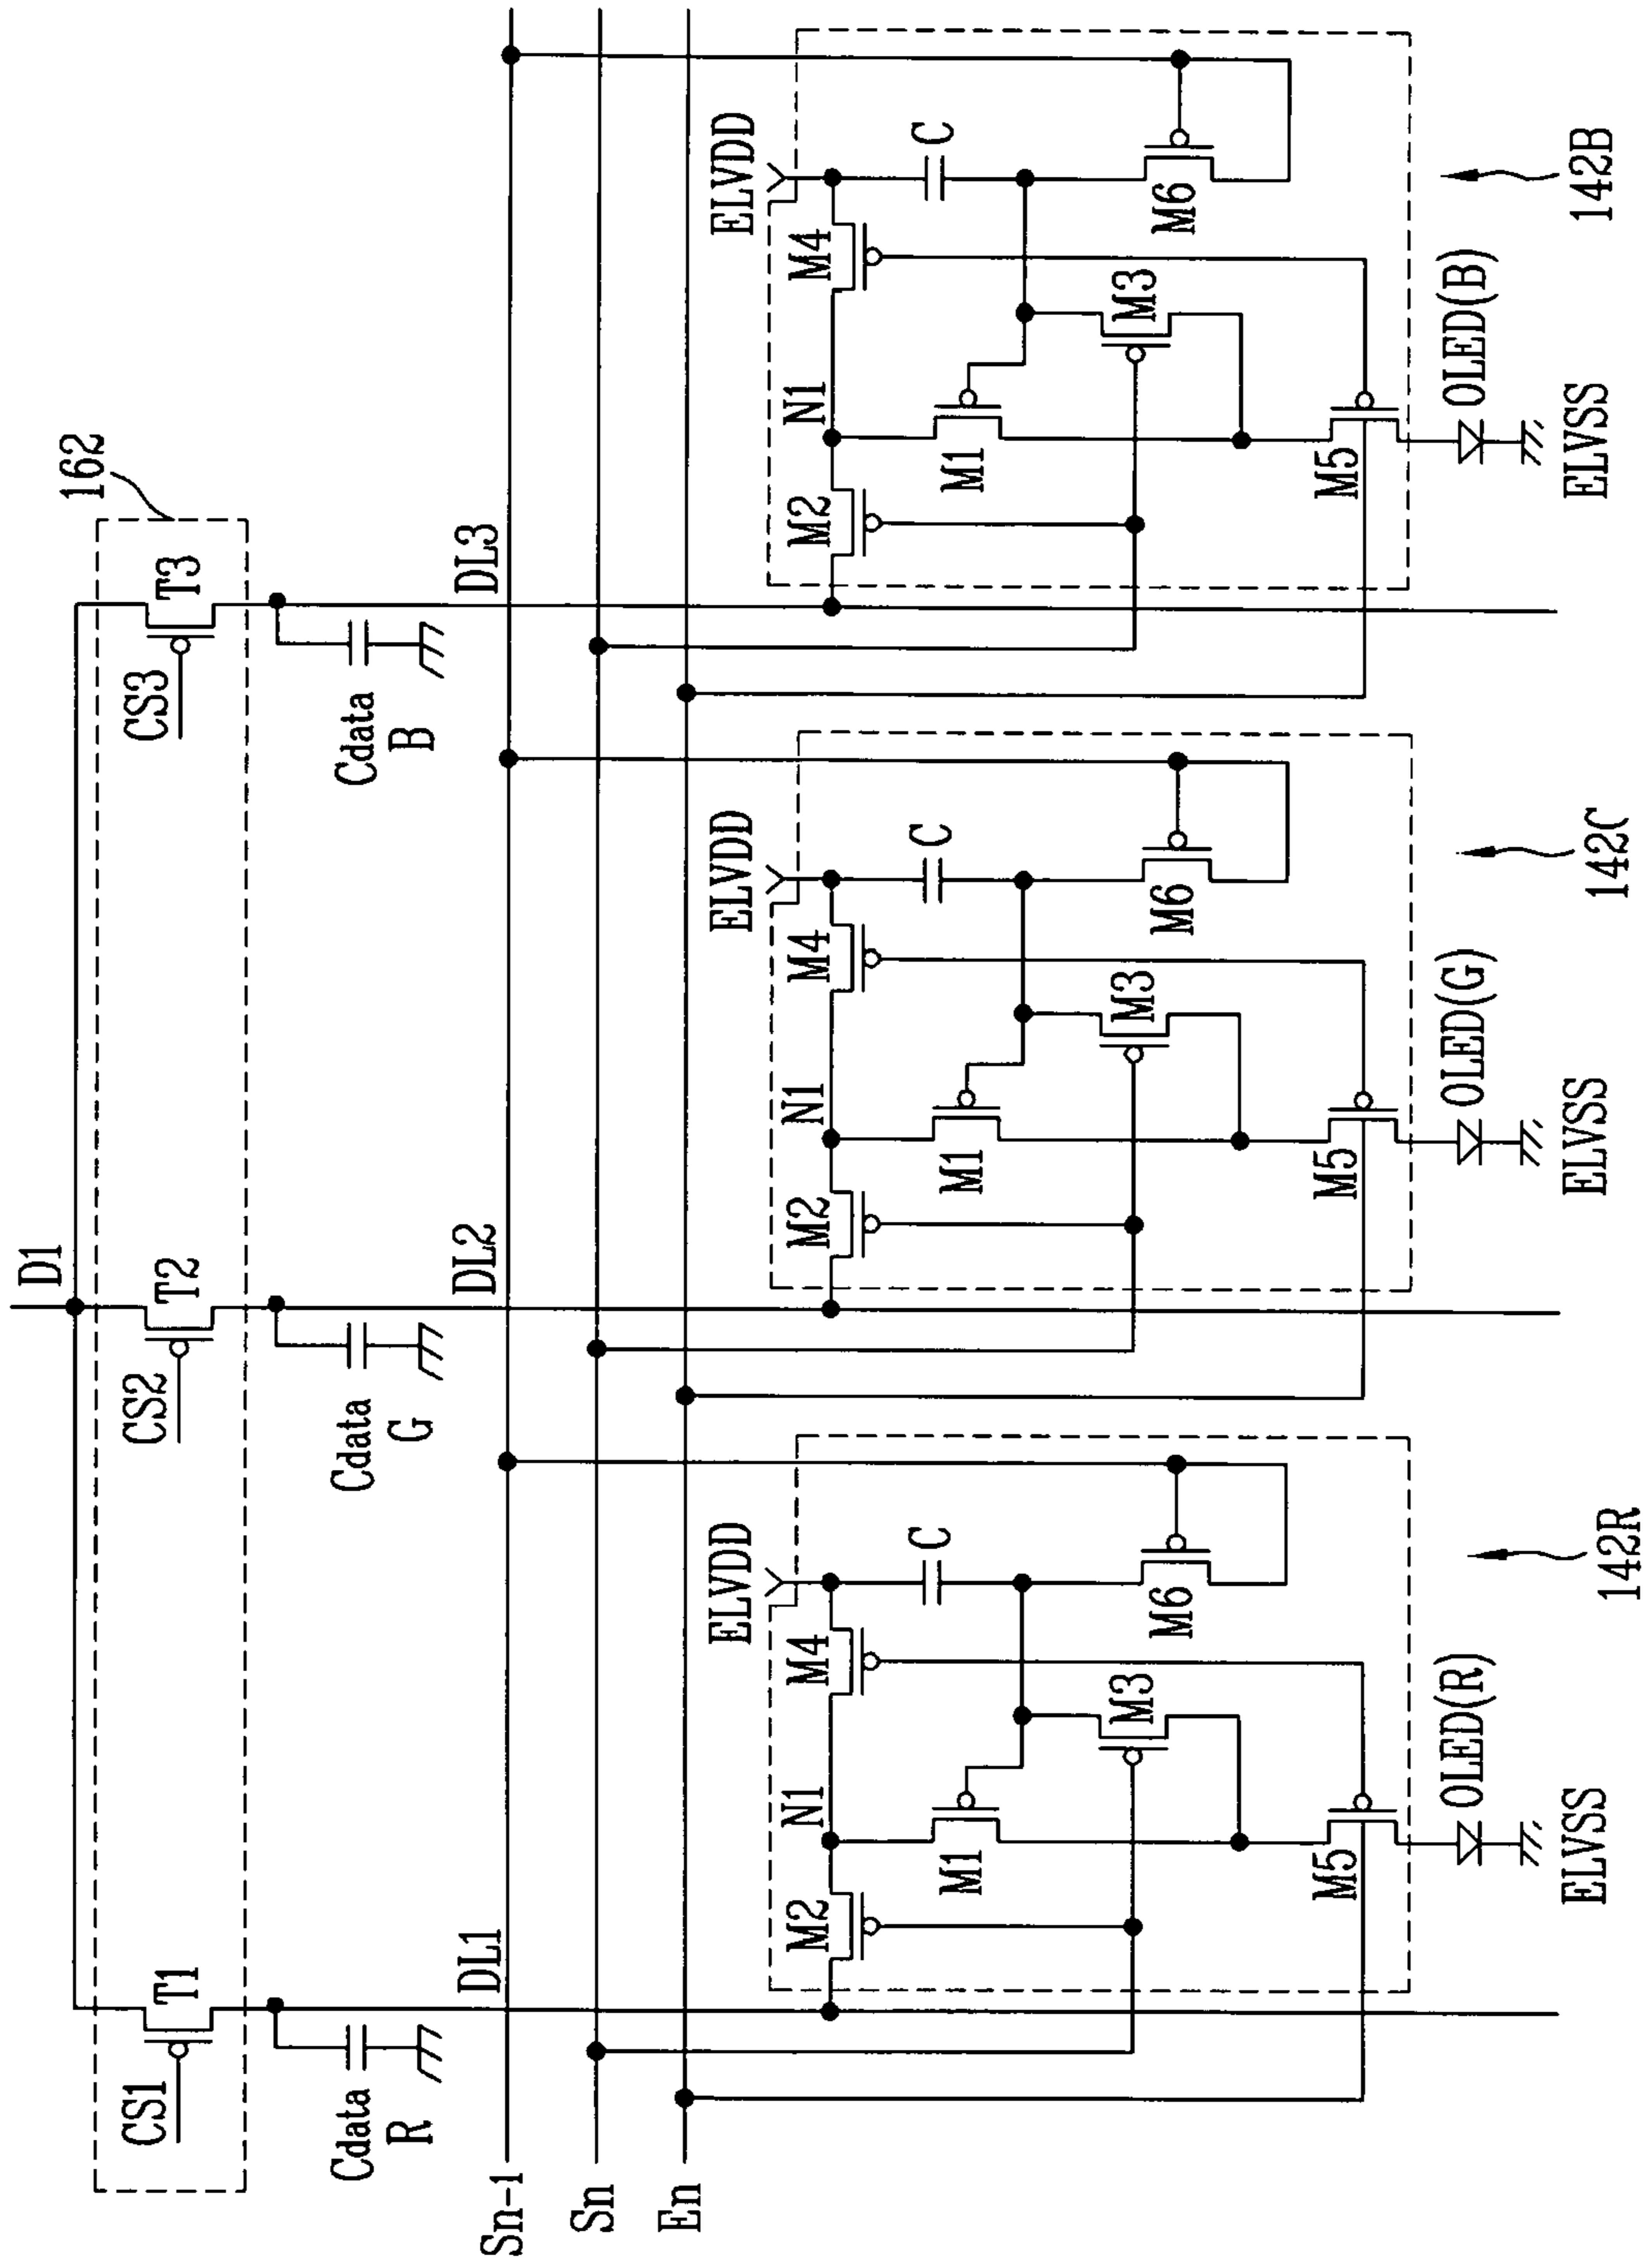 D1
162
T1
T2
T3
CS1
CS2
CS3
Cdata
R
Cdata
G
Cdata
B
DL1
DL2
DL3
Sn-1
Sn
En
ELVDD
M2
N1
M4
C
M1
M3
M6
M5
OLED(R)
ELVSS
142R
ELVDD
M2
N1
M4
C
M1
M3
M6
M5
OLED(G)
ELVSS
142C
ELVDD
M2
N1
M4
C
M1
M3
M6
M5
OLED(B)
ELVSS
142B